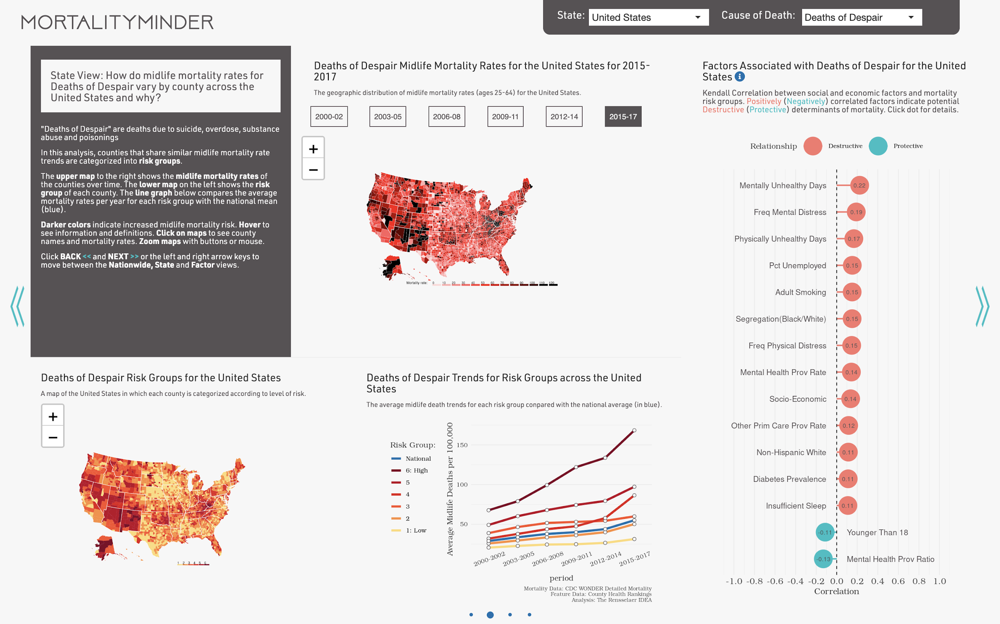 MORTALITYMINDER
State:
United States
Cause of Death:
Deaths of Despair
State View: How do midlife mortality rates for
Deaths of Despair vary by county across the
United States and why?
"Deaths of Despair" are deaths due to suicide, overdose, substance
abuse and poisonings
In this analysis, counties that share similar midlife mortality rate
trends are categorized into risk groups.
The upper map to the right shows the midlife mortality rates of
the counties over time. The lower map on the left shows the risk
group of each county. The line graph below compares the average
mortality rates per year for each risk group with the national mean
(blue).
Darker colors indicate increased midlife mortality risk. Hover to
see information and definitions. Click on maps to see county
names and mortality rates. Zoom maps with buttons or mouse.
Click BACK << and NEXT >> or the left and right arrow keys to
move between the Nationwide, State and Factor views.
Deaths of Despair Midlife Mortality Rates for the United States for 2015-
2017
The geographic distribution of midlife mortality rates (ages 25-64) for the United States.
2000-02
2003-05
2006-08
2009-11
2012-14
2015-17
+
−
Mortality rate: 0 10 20 30 40 50 60 70 80 90 100 110 120
Factors Associated with Deaths of Despair for the United
States i
Kendall Correlation between social and economic factors and mortality
risk groups. Positively (Negatively) correlated factors indicate potential
Destructive (Protective) determinants of mortality. Click dot for details.
Relationship Destructive Protective
Mentally Unhealthy Days 0.22
Freq Mental Distress 0.19
Physically Unhealthy Days 0.17
Pct Unemployed 0.15
Adult Smoking 0.15
Segregation(Black/White) 0.15
Freq Physical Distress 0.15
Mental Health Prov Rate 0.14
Socio-Economic 0.14
Other Prim Care Prov Rate 0.12
Non-Hispanic White 0.11
Diabetes Prevalence 0.11
Insufficient Sleep 0.11
-0.11 Younger Than 18
-0.13 Mental Health Prov Ratio
-1.0 -0.8 -0.6 -0.4 -0.2 0.0 0.2 0.4 0.6 0.8 1.0
Correlation
Deaths of Despair Risk Groups for the United States
A map of the United States in which each county is categorized according to level of risk.
+
−
1 2 3 4 5 6
Deaths of Despair Trends for Risk Groups across the United
States
The average midlife death trends for each risk group conpared with the national average (in blue).
Risk Group:
National
6: High
5
4
3
2
1: Low
Average Midlife Deaths per 100,000
150
100
50
2000-2002
2003-2005
2006-2008
2009-2011
2012-2014
2015-2017
period
Mortality Data: CDC WONDER Detailed Mortality
Feature Data: County Health Rankings
Analysis: The Rensselaer IDEA